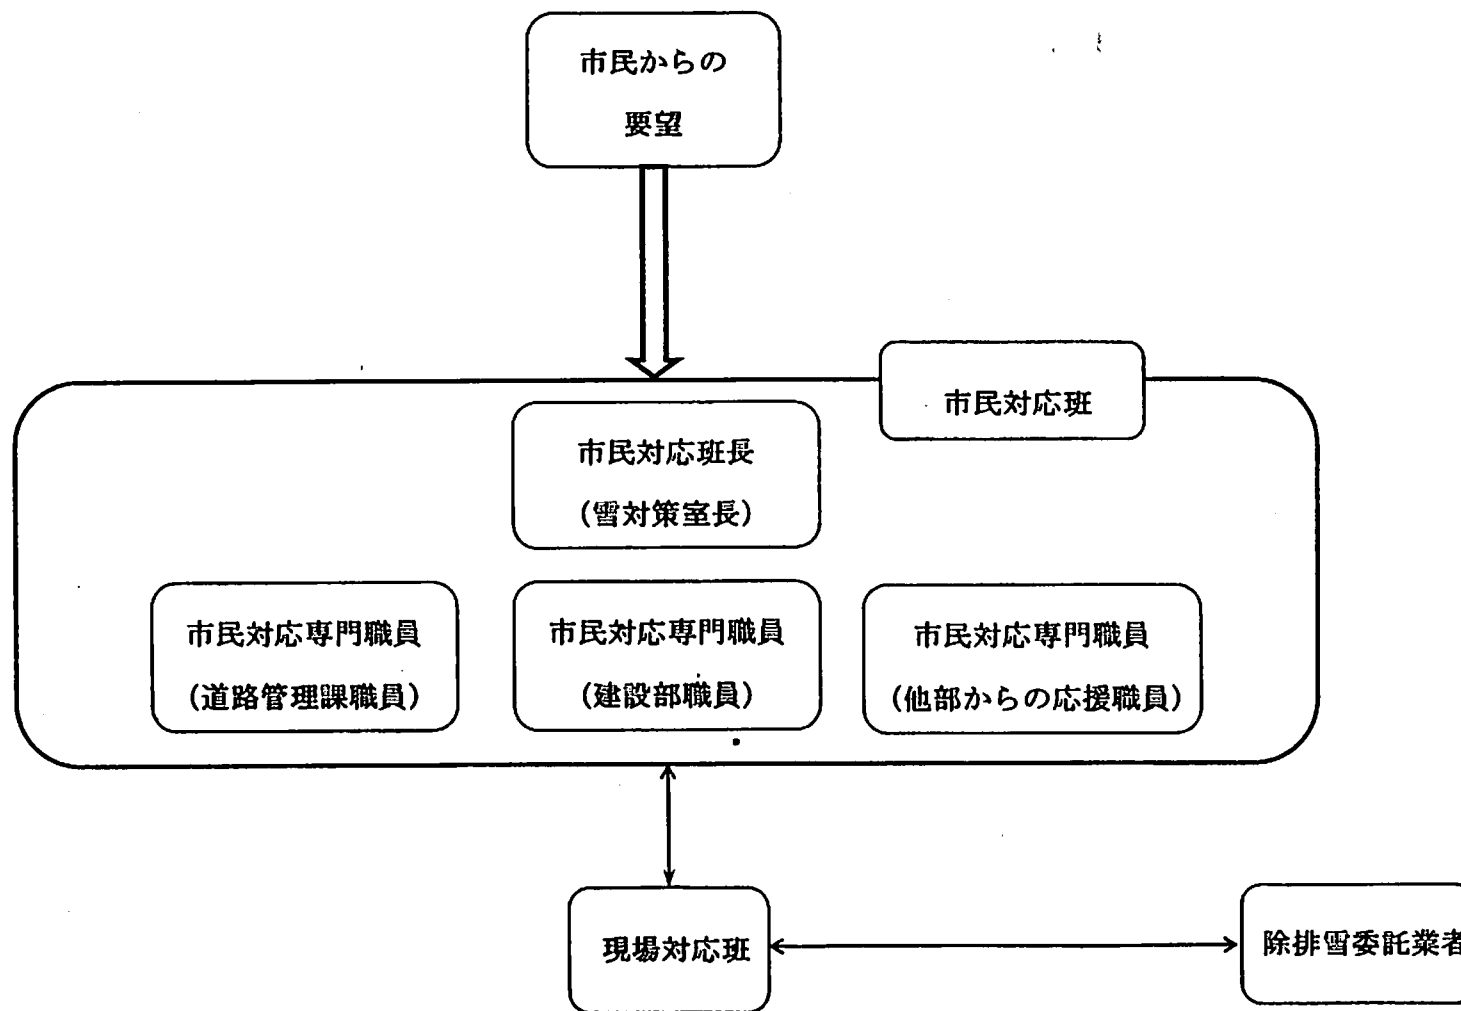 市民からの
要望
市民対応班
市民対応班長
（雪対策室長）
市民対応専門職員
（道路管理課職員）
市民対応専門職員
（建設部職員）
市民対応専門職員
（他部からの応援職員）
現場対応班
除排雪委託業者